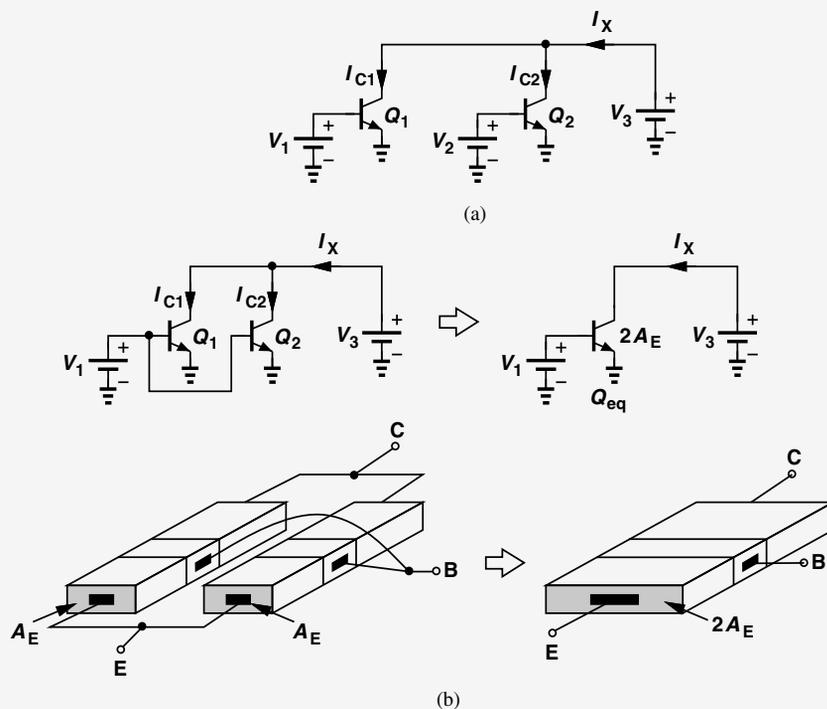 I_X
I_C1 I_C2
V_1 + − Q_1 V_2 + − Q_2 V_3 + −
(a)
I_X I_X
I_C1 I_C2
V_1 + − Q_1 Q_2 V_3 + − V_1 + − 2A_E V_3 + −
Q_eq
C C
B B
A_E A_E 2A_E
E E
(b)